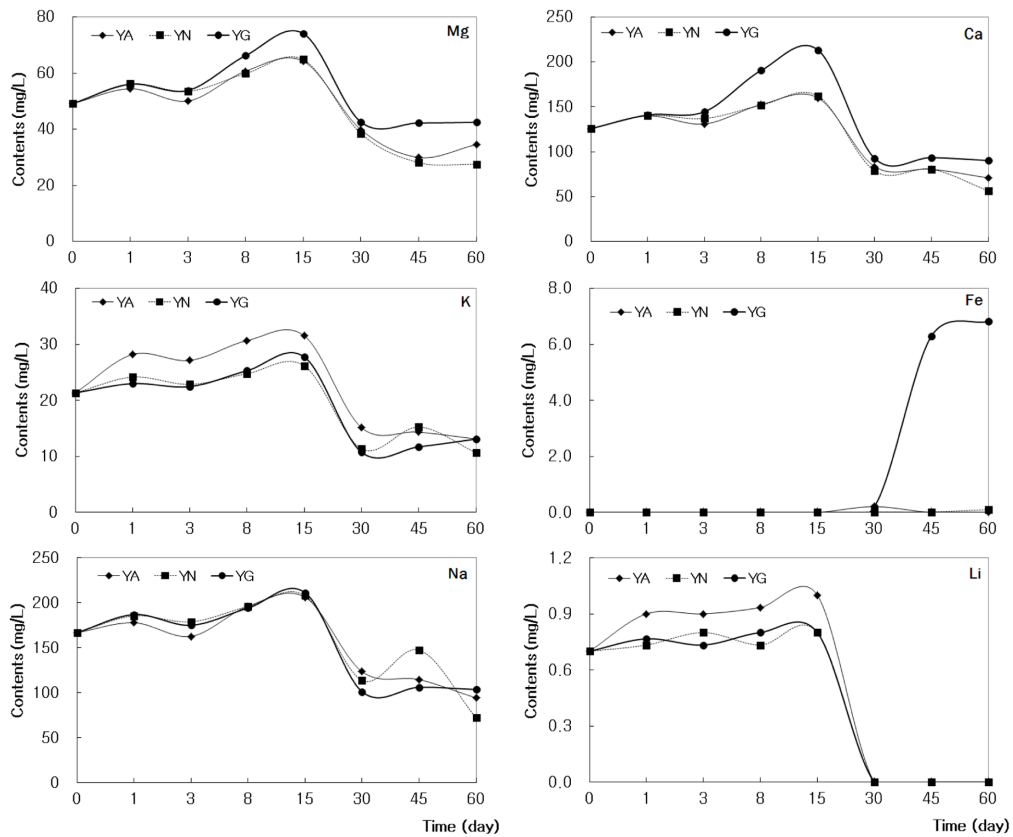 80
60
40
20
0
Contents (mg/L)
YA YN YG
Mg
0 1 3 8 15 30 45 60
250
200
150
100
50
0
Contents (mg/L)
YA YN YG
Ca
0 1 3 8 15 30 45 60
40
30
20
10
0
Contents (mg/L)
YA YN YG
K
0 1 3 8 15 30 45 60
8.0
6.0
4.0
2.0
0.0
Contents (mg/L)
YA YN YG
Fe
0 1 3 8 15 30 45 60
250
200
150
100
50
0
Contents (mg/L)
YA YN YG
Na
0 1 3 8 15 30 45 60
Time (day)
1.2
0.9
0.6
0.3
0.0
Contents (mg/L)
YA YN YG
Li
0 1 3 8 15 30 45 60
Time (day)